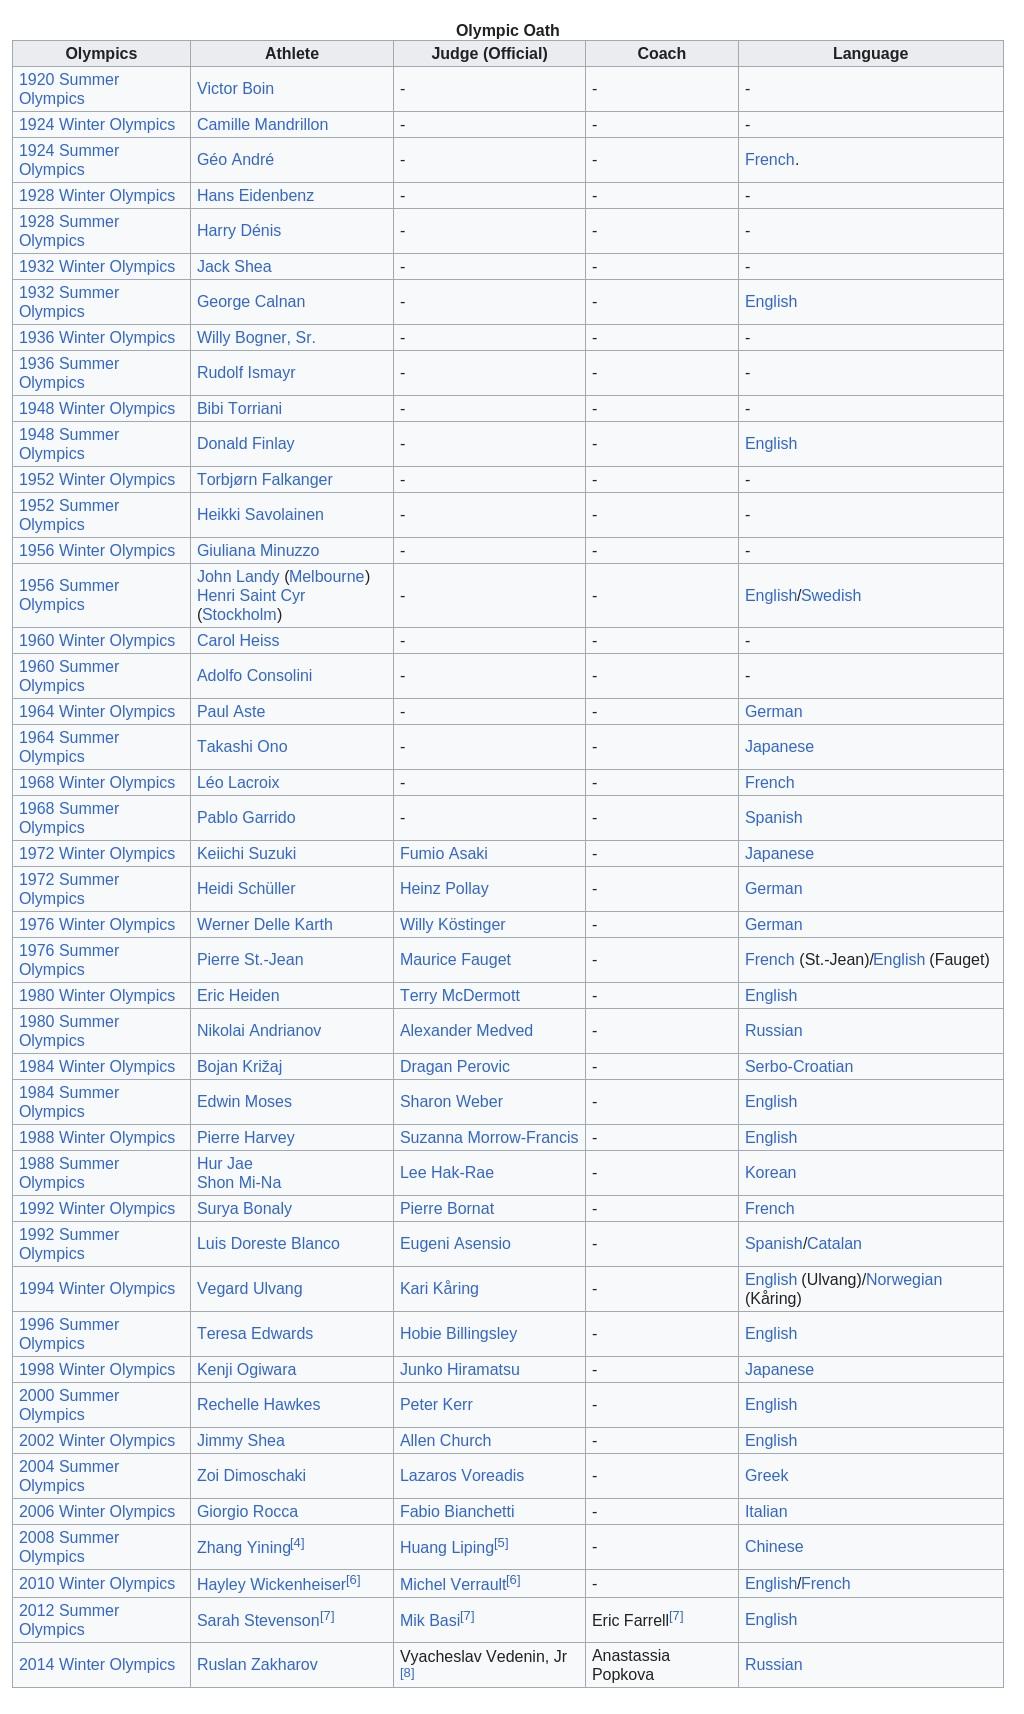 Olympic Oath
Olympics Athlete Judge (Official) Coach Language
1920 Summer
Olympics Victor Boin - - -
1924 Winter Olympics Camille Mandrillon - - -
1924 Summer
Olympics Géo André - - French.
1928 Winter Olympics Hans Eidenbenz - - -
1928 Summer
Olympics Harry Dénis - - -
1932 Winter Olympics Jack Shea - - -
1932 Summer
Olympics George Calnan - - English
1936 Winter Olympics Willy Bogner, Sr. - - -
1936 Summer
Olympics Rudolf Ismayr - - -
1948 Winter Olympics Bibi Torriani - - -
1948 Summer
Olympics Donald Finlay - - English
1952 Winter Olympics Torbjørn Falkanger - - -
1952 Summer
Olympics Heikki Savolainen - - -
1956 Winter Olympics Giuliana Minuzzo - - -
1956 Summer
Olympics John Landy (Melbourne)
Henri Saint Cyr
(Stockholm) - - English/Swedish
1960 Winter Olympics Carol Heiss - - -
1960 Summer
Olympics Adolfo Consolini - - -
1964 Winter Olympics Paul Aste - - German
1964 Summer
Olympics Takashi Ono - - Japanese
1968 Winter Olympics Léo Lacroix - - French
1968 Summer
Olympics Pablo Garrido - - Spanish
1972 Winter Olympics Keiichi Suzuki Fumio Asaki - Japanese
1972 Summer
Olympics Heidi Schüller Heinz Pollay - German
1976 Winter Olympics Werner Delle Karth Willy Köstinger - German
1976 Summer
Olympics Pierre St.-Jean Maurice Fauget - French (St.-Jean)/English (Fauget)
1980 Winter Olympics Eric Heiden Terry McDermott - English
1980 Summer
Olympics Nikolai Andrianov Alexander Medved - Russian
1984 Winter Olympics Bojan Križaj Dragan Perovic - Serbo-Croatian
1984 Summer
Olympics Edwin Moses Sharon Weber - English
1988 Winter Olympics Pierre Harvey Suzanna Morrow-Francis - English
1988 Summer
Olympics Hur Jae
Shon Mi-Na Lee Hak-Rae - Korean
1992 Winter Olympics Surya Bonaly Pierre Bornat - French
1992 Summer
Olympics Luis Doreste Blanco Eugeni Asensio - Spanish/Catalan
1994 Winter Olympics Vegard Ulvang Kari Kåring - English (Ulvang)/Norwegian
(Kåring)
1996 Summer
Olympics Teresa Edwards Hobie Billingsley - English
1998 Winter Olympics Kenji Ogiwara Junko Hiramatsu - Japanese
2000 Summer
Olympics Rechelle Hawkes Peter Kerr - English
2002 Winter Olympics Jimmy Shea Allen Church - English
2004 Summer
Olympics Zoi Dimoschaki Lazaros Voreadis - Greek
2006 Winter Olympics Giorgio Rocca Fabio Bianchetti - Italian
2008 Summer
Olympics Zhang Yining[4] Huang Liping[5] - Chinese
2010 Winter Olympics Hayley Wickenheiser[6] Michel Verrault[6] - English/French
2012 Summer
Olympics Sarah Stevenson[7] Mik Basi[7] Eric Farrell[7] English
2014 Winter Olympics Ruslan Zakharov Vyacheslav Vedenin, Jr
[8] Anastassia
Popkova Russian